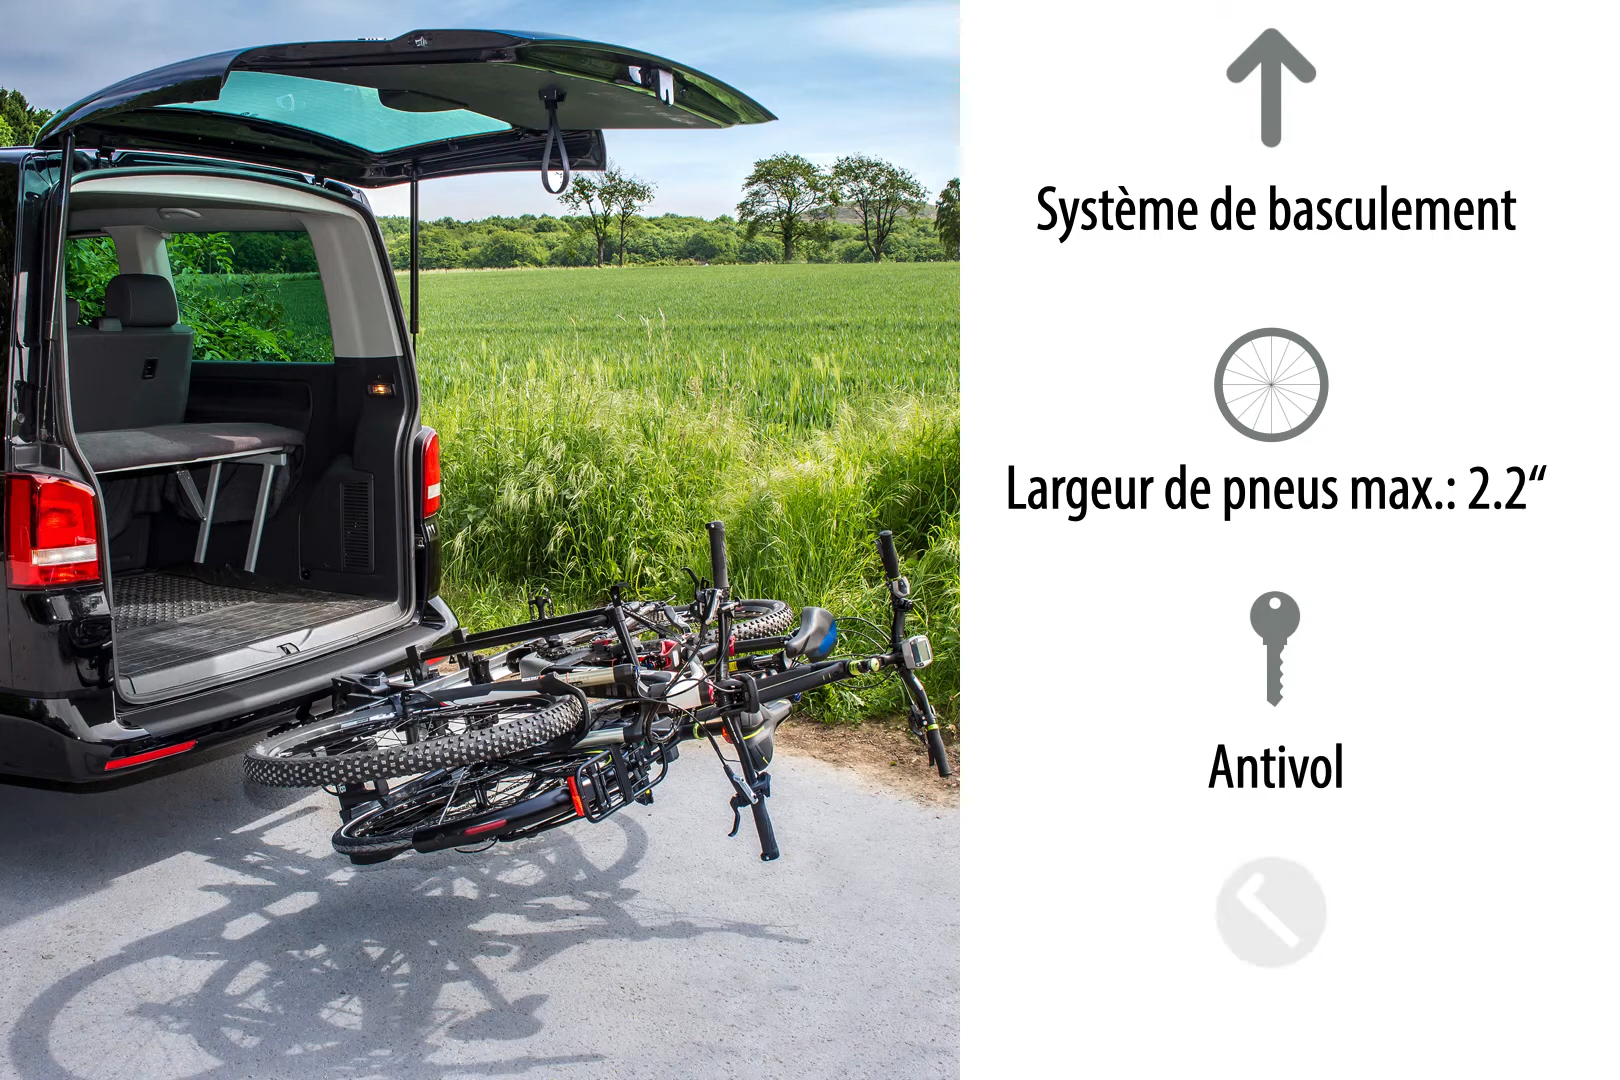 Système de basculement
Largeur de pneus max.: 2.2“
Antivol